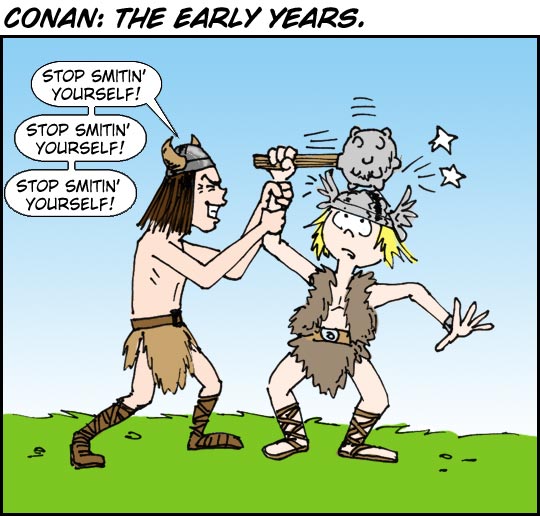 CONAN: THE EARLY YEARS.
STOP SMITIN'
YOURSELF!
STOP SMITIN'
YOURSELF!
STOP SMITIN'
YOURSELF!